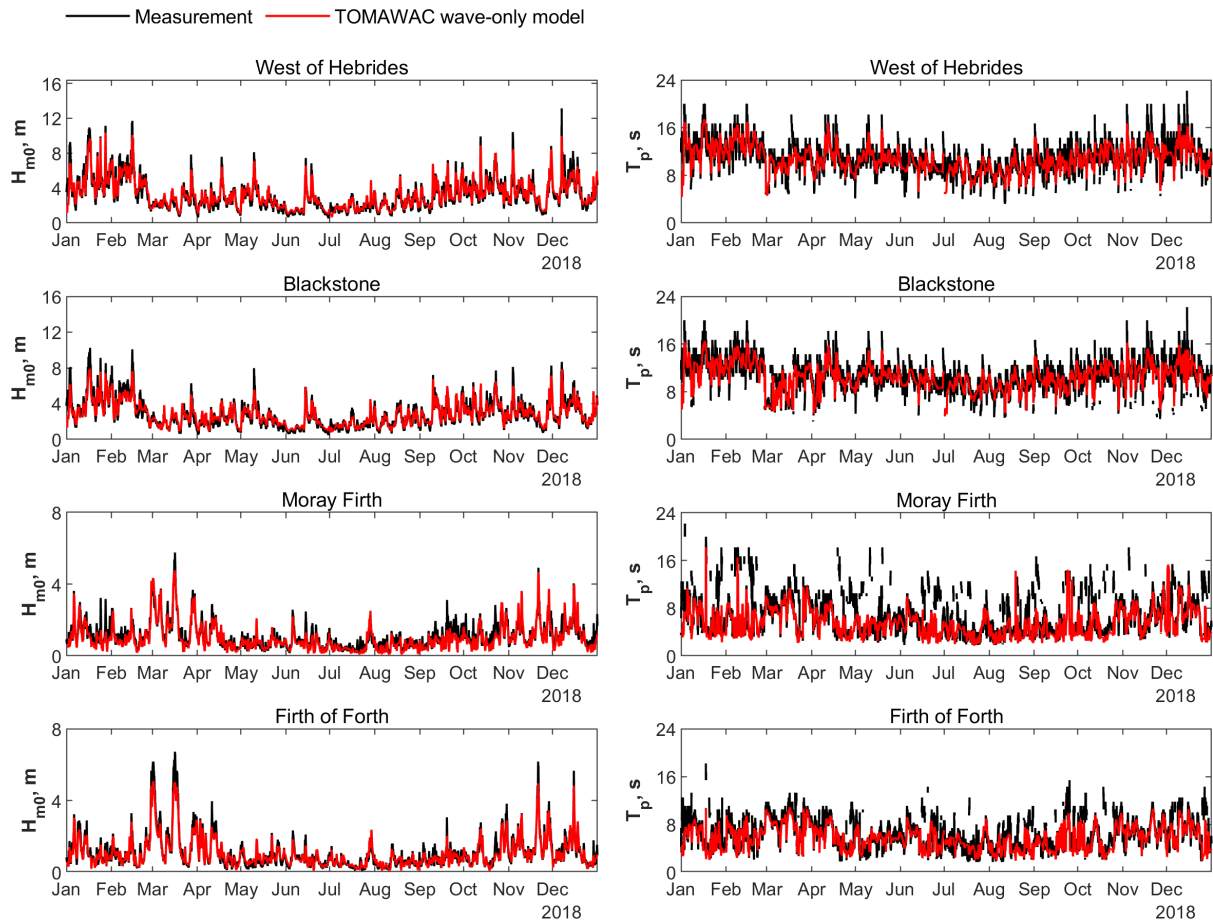 Measurement TOMAWAC wave-only model
West of Hebrides
H_m0, m
16
12
8
4
0
Jan Feb Mar Apr May Jun Jul Aug Sep Oct Nov Dec
2018
West of Hebrides
T_p, s
24
16
8
0
Jan Feb Mar Apr May Jun Jul Aug Sep Oct Nov Dec
2018
Blackstone
H_m0, m
16
12
8
4
0
Jan Feb Mar Apr May Jun Jul Aug Sep Oct Nov Dec
2018
Blackstone
T_p, s
24
16
8
0
Jan Feb Mar Apr May Jun Jul Aug Sep Oct Nov Dec
2018
Moray Firth
H_m0, m
8
4
0
Jan Feb Mar Apr May Jun Jul Aug Sep Oct Nov Dec
2018
Moray Firth
T_p, s
24
16
8
0
Jan Feb Mar Apr May Jun Jul Aug Sep Oct Nov Dec
2018
Firth of Forth
H_m0, m
8
4
0
Jan Feb Mar Apr May Jun Jul Aug Sep Oct Nov Dec
2018
Firth of Forth
T_p, s
24
16
8
0
Jan Feb Mar Apr May Jun Jul Aug Sep Oct Nov Dec
2018